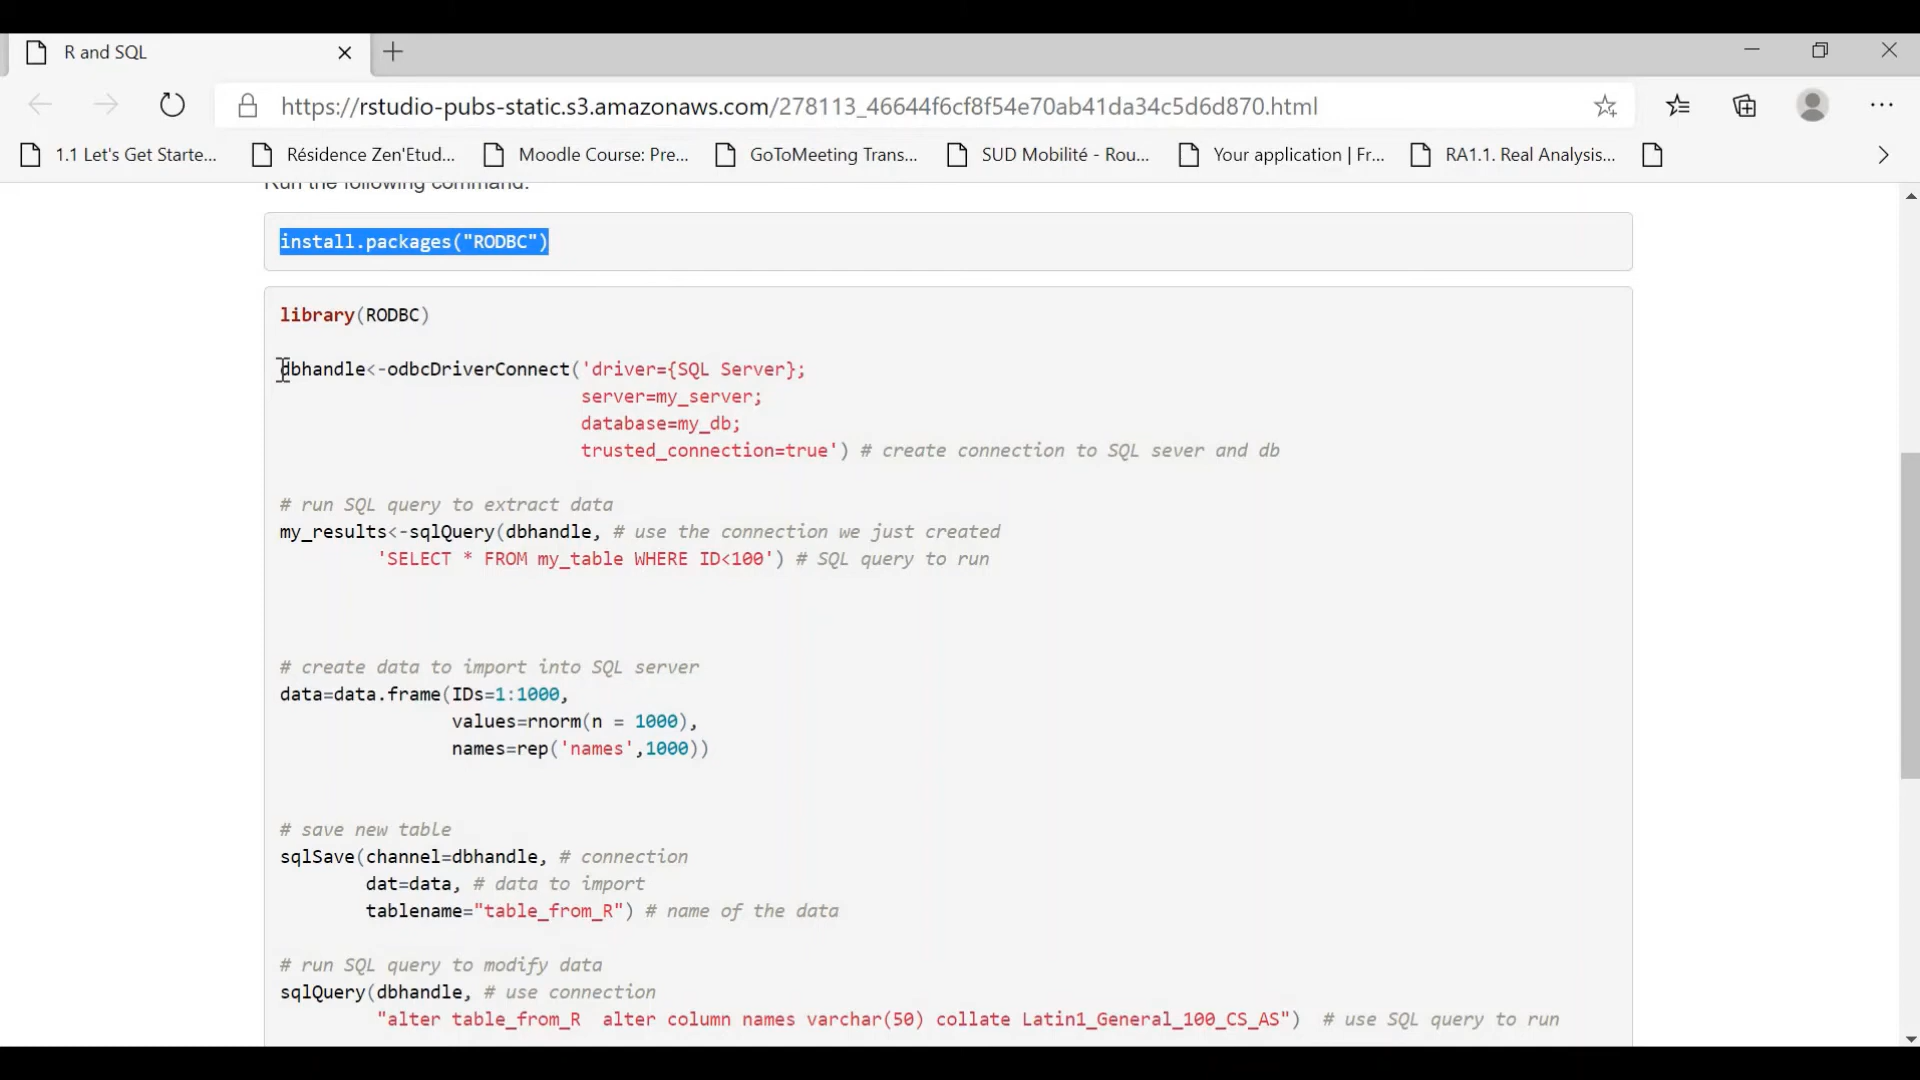 R and SQL
https://rstudio-pubs-static.s3.amazonaws.com/278113_46644f6cf8f54e70ab41da34c5d6d870.html
1.1 Let's Get Starte... Résidence Zen'Etud... Moodle Course: Pre... GoToMeeting Trans... SUD Mobilité - Rou... Your application | Fr... RA1.1. Real Analysis...
Run the following command:
install.packages("RODBC")
library(RODBC)
dbhandle<-odbcDriverConnect('driver={SQL Server};
server=my_server;
database=my_db;
trusted_connection=true') # create connection to SQL sever and db
# run SQL query to extract data
my_results<-sqlQuery(dbhandle, # use the connection we just created
'SELECT * FROM my_table WHERE ID<100') # SQL query to run
# create data to import into SQL server
data=data.frame(IDs=1:1000,
values=rnorm(n = 1000),
names=rep('names',1000))
# save new table
sqlSave(channel=dbhandle, # connection
dat=data, # data to import
tablename="table_from_R") # name of the data
# run SQL query to modify data
sqlQuery(dbhandle, # use connection
"alter table_from_R  alter column names varchar(50) collate Latin1_General_100_CS_AS")  # use SQL query to run